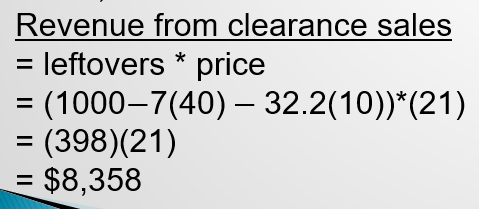 Revenue from clearance sales
= leftovers * price
= (1000–7(40) – 32.2(10))*(21)
= (398)(21)
= $8,358